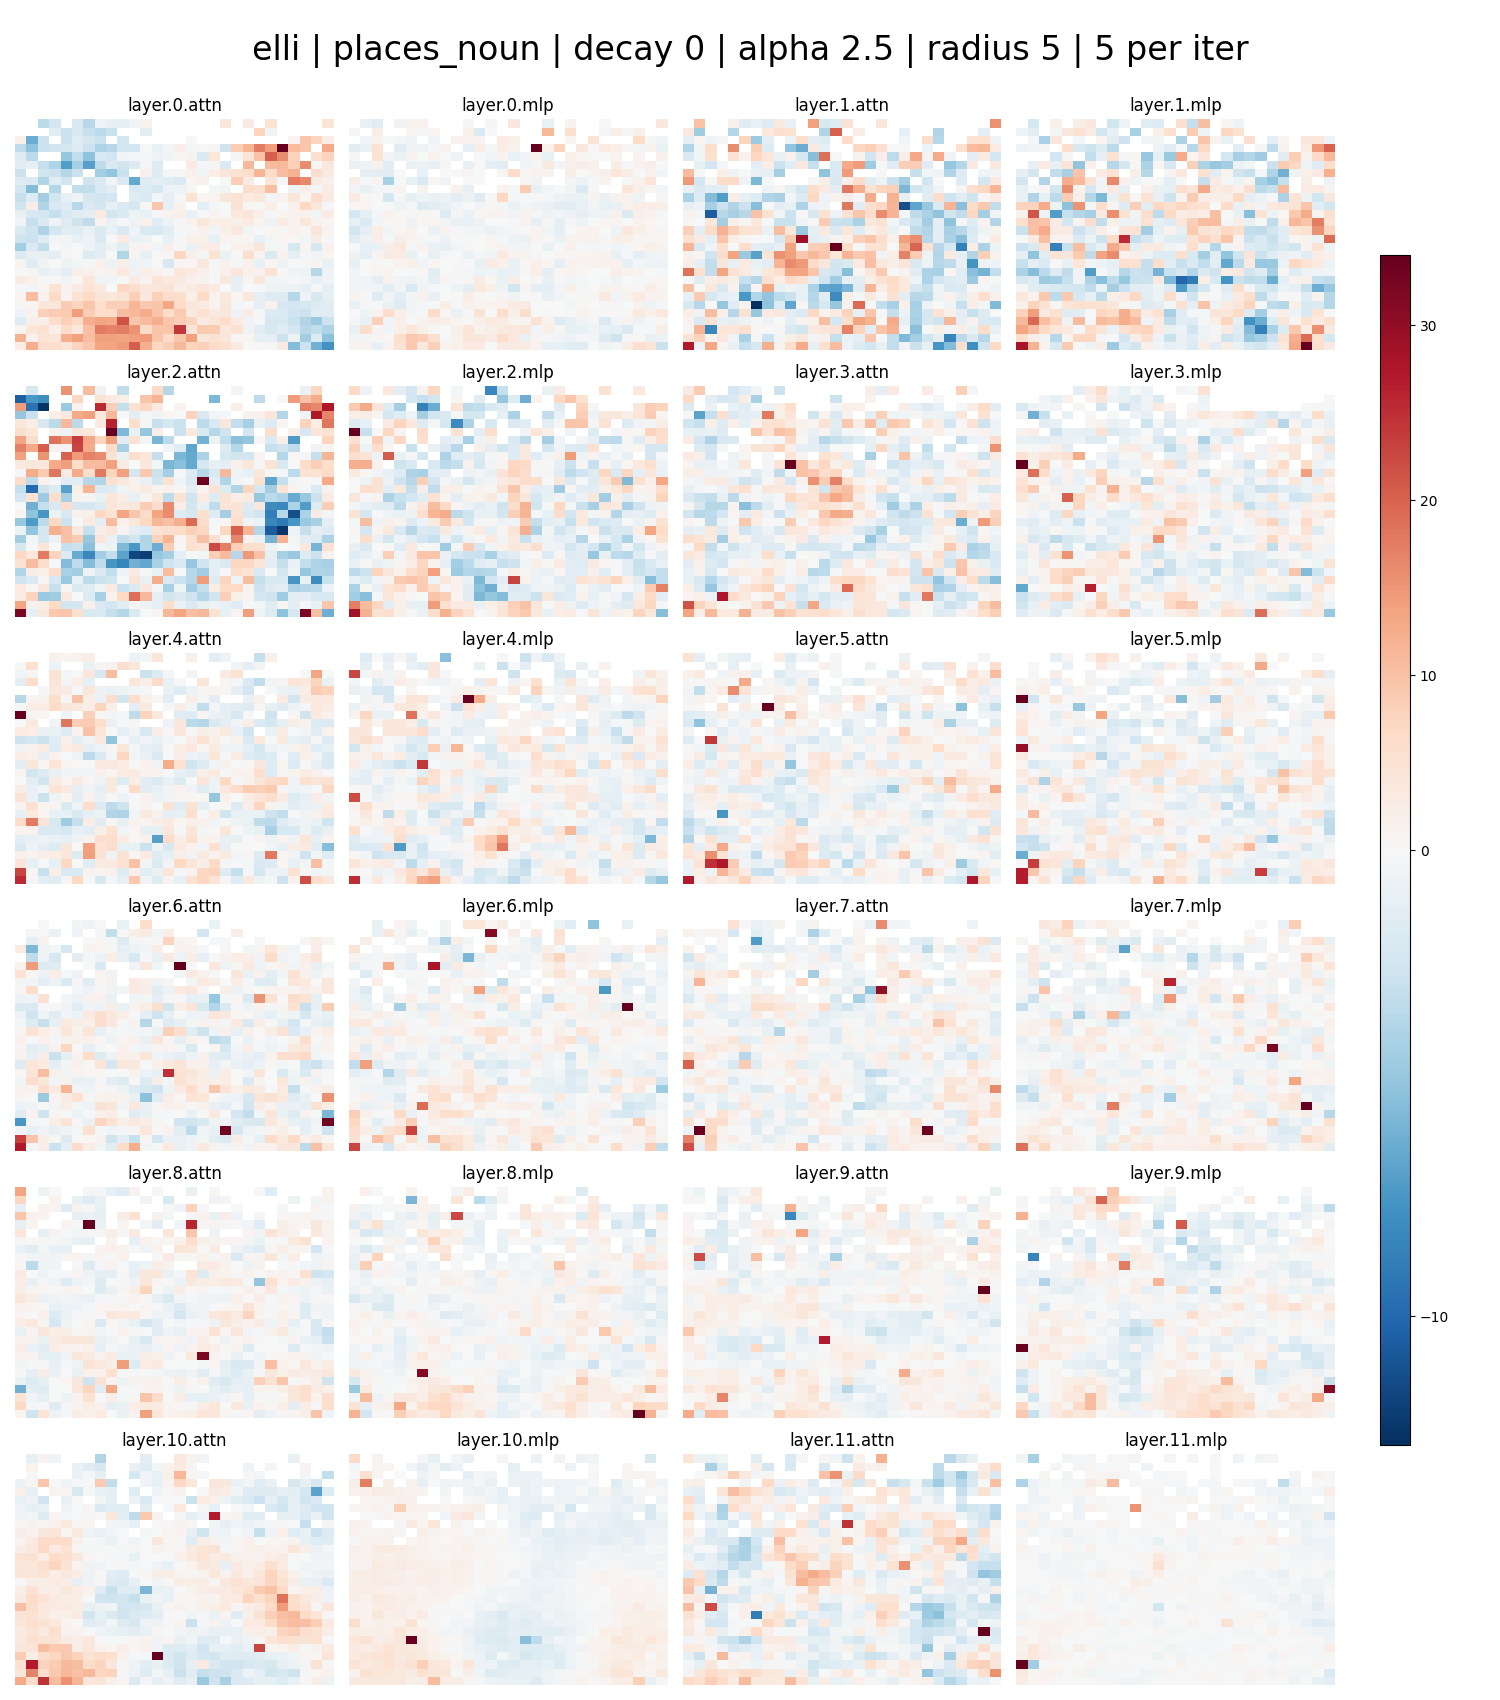 elli | places_noun | decay 0 | alpha 2.5 | radius 5 | 5 per iter
layer.0.attn layer.0.mlp layer.1.attn layer.1.mlp
layer.2.attn layer.2.mlp layer.3.attn layer.3.mlp
layer.4.attn layer.4.mlp layer.5.attn layer.5.mlp
layer.6.attn layer.6.mlp layer.7.attn layer.7.mlp
layer.8.attn layer.8.mlp layer.9.attn layer.9.mlp
layer.10.attn layer.10.mlp layer.11.attn layer.11.mlp
30
20
10
0
−10